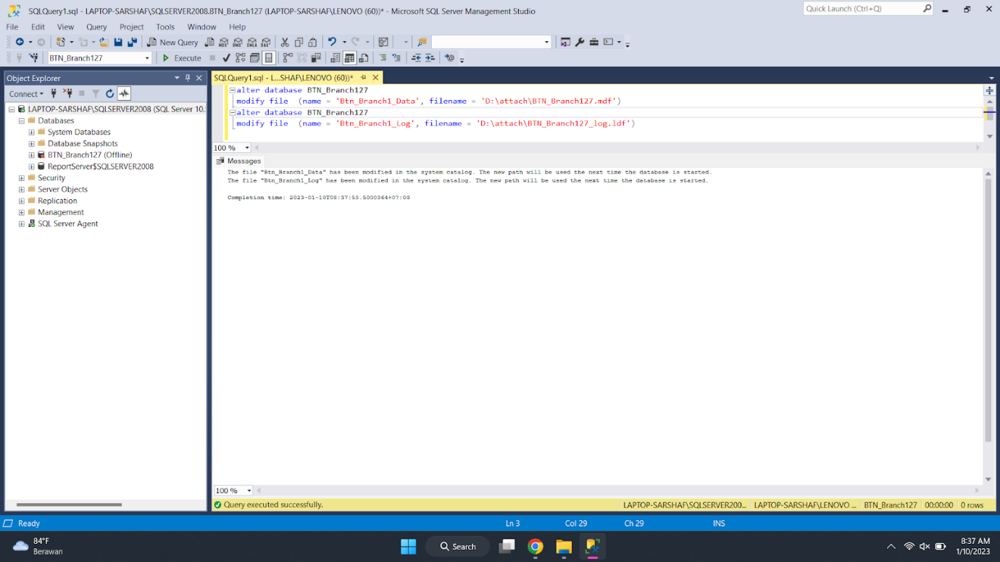 SQLQuery1.sql - LAPTOP-SARSHAF\SQLSERVER2008.BTN_Branch127 (LAPTOP-SARSHAF\LENOVO (60))* - Microsoft SQL Server Management Studio
Quick Launch (Ctrl+Q)
File Edit View Query Project Tools Window Help
New Query
BTN_Branch127 Execute
Object Explorer
SQLQuery1.sql - L...SHAF\LENOVO (60))*
Connect
LAPTOP-SARSHAF\SQLSERVER2008 (SQL Server 10.
Databases
System Databases
Database Snapshots
BTN_Branch127 (Offline)
ReportServer$SQLSERVER2008
Security
Server Objects
Replication
Management
SQL Server Agent
alter database BTN_Branch127
modify file (name = 'Btn_Branch1_Data', filename = 'D:\attach\BTN_Branch127.mdf')
alter database BTN_Branch127
modify file (name = 'Btn_Branch1_Log', filename = 'D:\attach\BTN_Branch127_log.ldf')
100 %
Messages
The file "Btn_Branch1_Data" has been modified in the system catalog. The new path will be used the next time the database is started.
The file "Btn_Branch1_Log" has been modified in the system catalog. The new path will be used the next time the database is started.
Completion time: 2023-01-10T08:37:53.5000364+07:00
100 %
Query executed successfully.
LAPTOP-SARSHAF\SQLSERVER200... LAPTOP-SARSHAF\LENOVO ... BTN_Branch127 00:00:00 0 rows
Ready Ln 3 Col 29 Ch 29 INS
84°F
Berawan
Search
8:37 AM
1/10/2023